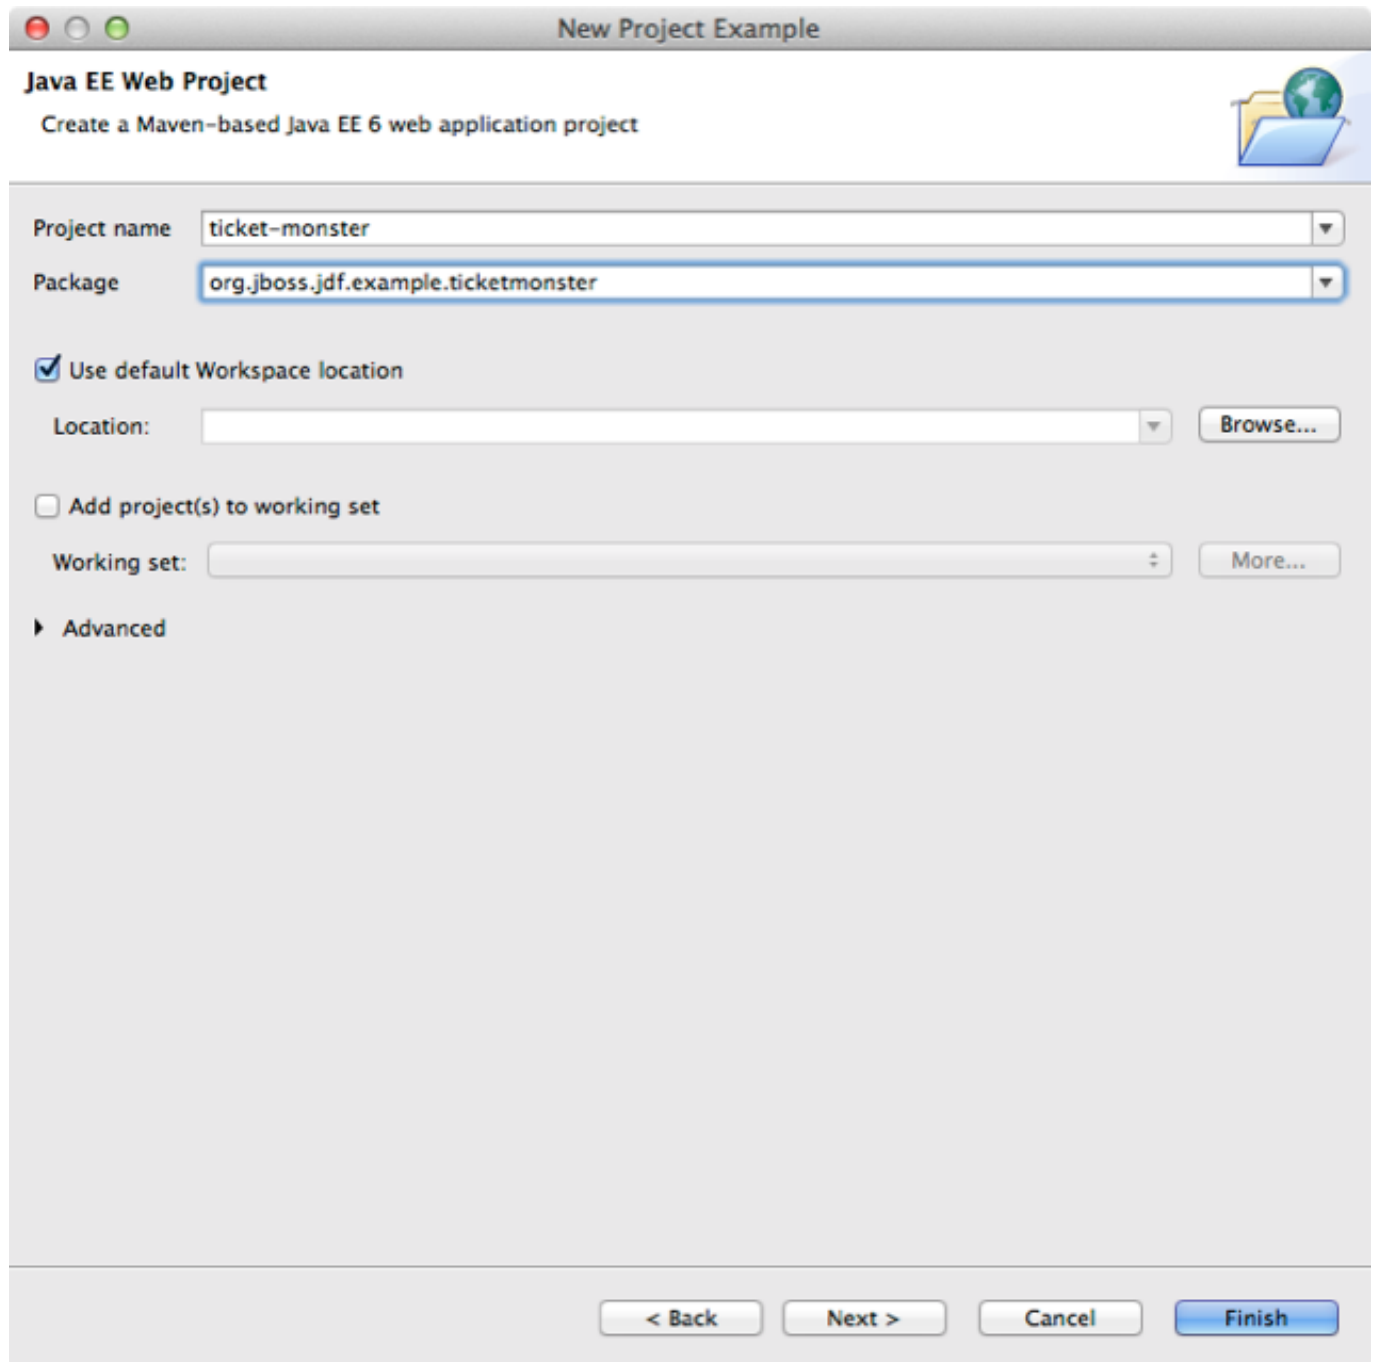 New Project Example
Java EE Web Project
Create a Maven-based Java EE 6 web application project
Project name ticket-monster
Package org.jboss.jdf.example.ticketmonster
Use default Workspace location
Location: Browse...
Add project(s) to working set
Working set: More...
Advanced
< Back Next > Cancel Finish